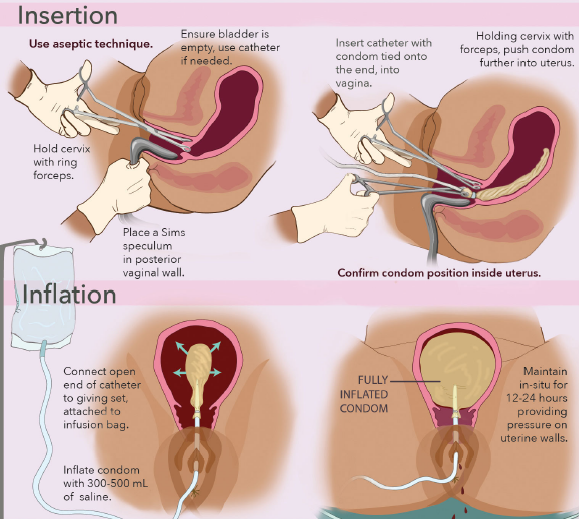 Insertion
Use aseptic technique.
Ensure bladder is
empty, use catheter
if needed.
Hold cervix
with ring
forceps.
Place a Sims
speculum
in posterior
vaginal wall.
Insert catheter with
condom tied onto
the end, into
vagina.
Holding cervix with
forceps, push condom
further into uterus.
Confirm condom position inside uterus.
Inflation
Connect open
end of catheter
to giving set,
attached to
infusion bag.
Inflate condom
with 300-500 mL
of saline.
FULLY
INFLATED
CONDOM
Maintain
in-situ for
12-24 hours
providing
pressure on
uterine walls.